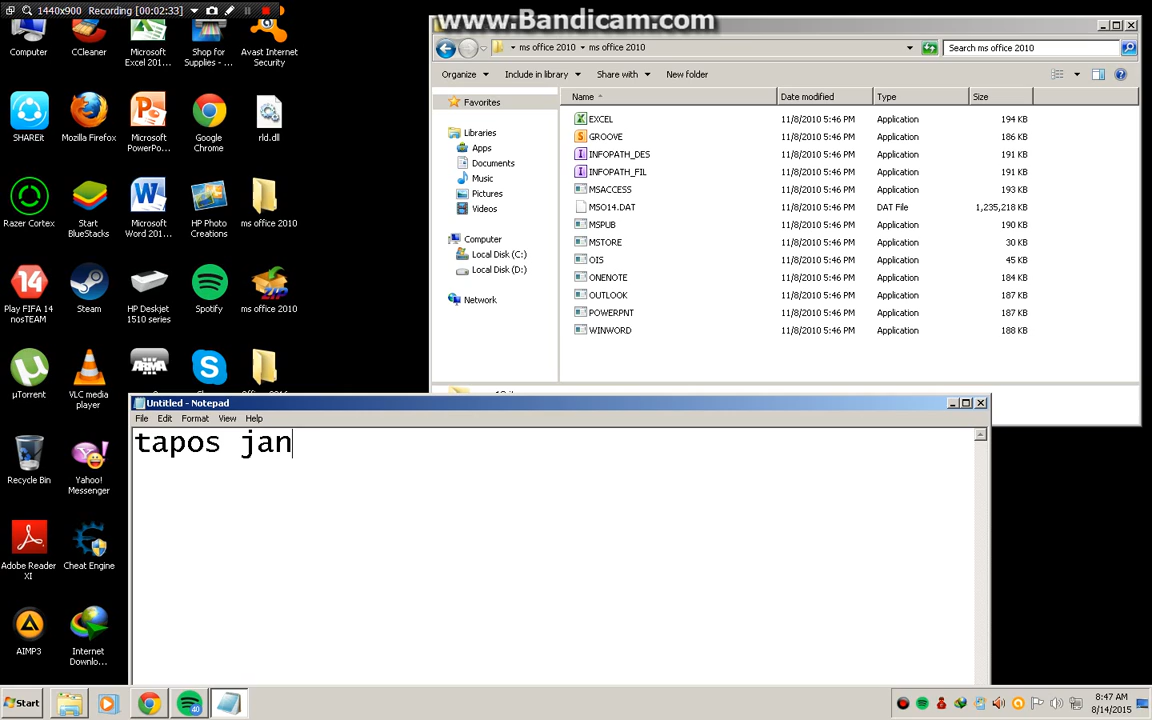 www.Bandicam.com
1440x900 Recording [00:02:33]
Computer
CCleaner
Microsoft Excel 201...
Shop for Supplies - ...
Avast Internet Security
SHAREit
Mozilla Firefox
Microsoft PowerPo...
Google Chrome
rld.dll
Razer Cortex
Start BlueStacks
Microsoft Word 201...
HP Photo Creations
ms office 2010
14
Play FIFA 14 nosTEAM
Steam
HP Deskjet 1510 series
Spotify
ZIP
ms office 2010
µTorrent
VLC media player
ARMA
Recycle Bin
Yahoo! Messenger
Adobe Reader XI
Cheat Engine
AIMP3
Internet Downlo...
ms office 2010 ms office 2010
Search ms office 2010
Organize Include in library Share with New folder
Favorites
Libraries
Apps
Documents
Music
Pictures
Videos
Computer
Local Disk (C:)
Local Disk (D:)
Network
Name Date modified Type Size
EXCEL 11/8/2010 5:46 PM Application 194 KB
GROOVE 11/8/2010 5:46 PM Application 186 KB
INFOPATH_DES 11/8/2010 5:46 PM Application 191 KB
INFOPATH_FIL 11/8/2010 5:46 PM Application 191 KB
MSACCESS 11/8/2010 5:46 PM Application 193 KB
MSO14.DAT 11/8/2010 5:46 PM DAT File 1,235,218 KB
MSPUB 11/8/2010 5:46 PM Application 190 KB
MSTORE 11/8/2010 5:46 PM Application 30 KB
OIS 11/8/2010 5:46 PM Application 45 KB
ONENOTE 11/8/2010 5:46 PM Application 184 KB
OUTLOOK 11/8/2010 5:46 PM Application 187 KB
POWERPNT 11/8/2010 5:46 PM Application 187 KB
WINWORD 11/8/2010 5:46 PM Application 188 KB
Untitled - Notepad
File Edit Format View Help
tapos jan
Start
40
8:47 AM
8/14/2015